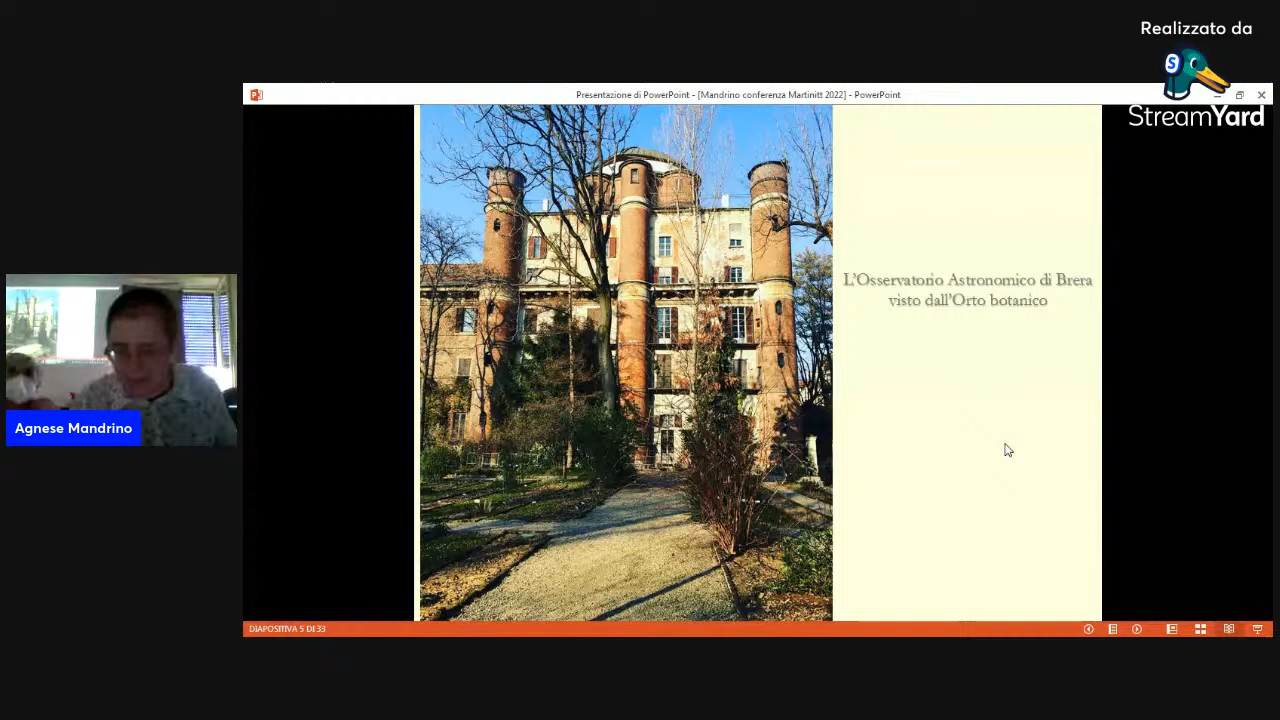 Realizzato da
StreamYard
Presentazione di PowerPoint - [Mandrino conferenza Martinitt 2022] - PowerPoint
L'Osservatorio Astronomico di Brera
visto dall'Orto botanico
Agnese Mandrino
DIAPOSITIVA 5 DI 33